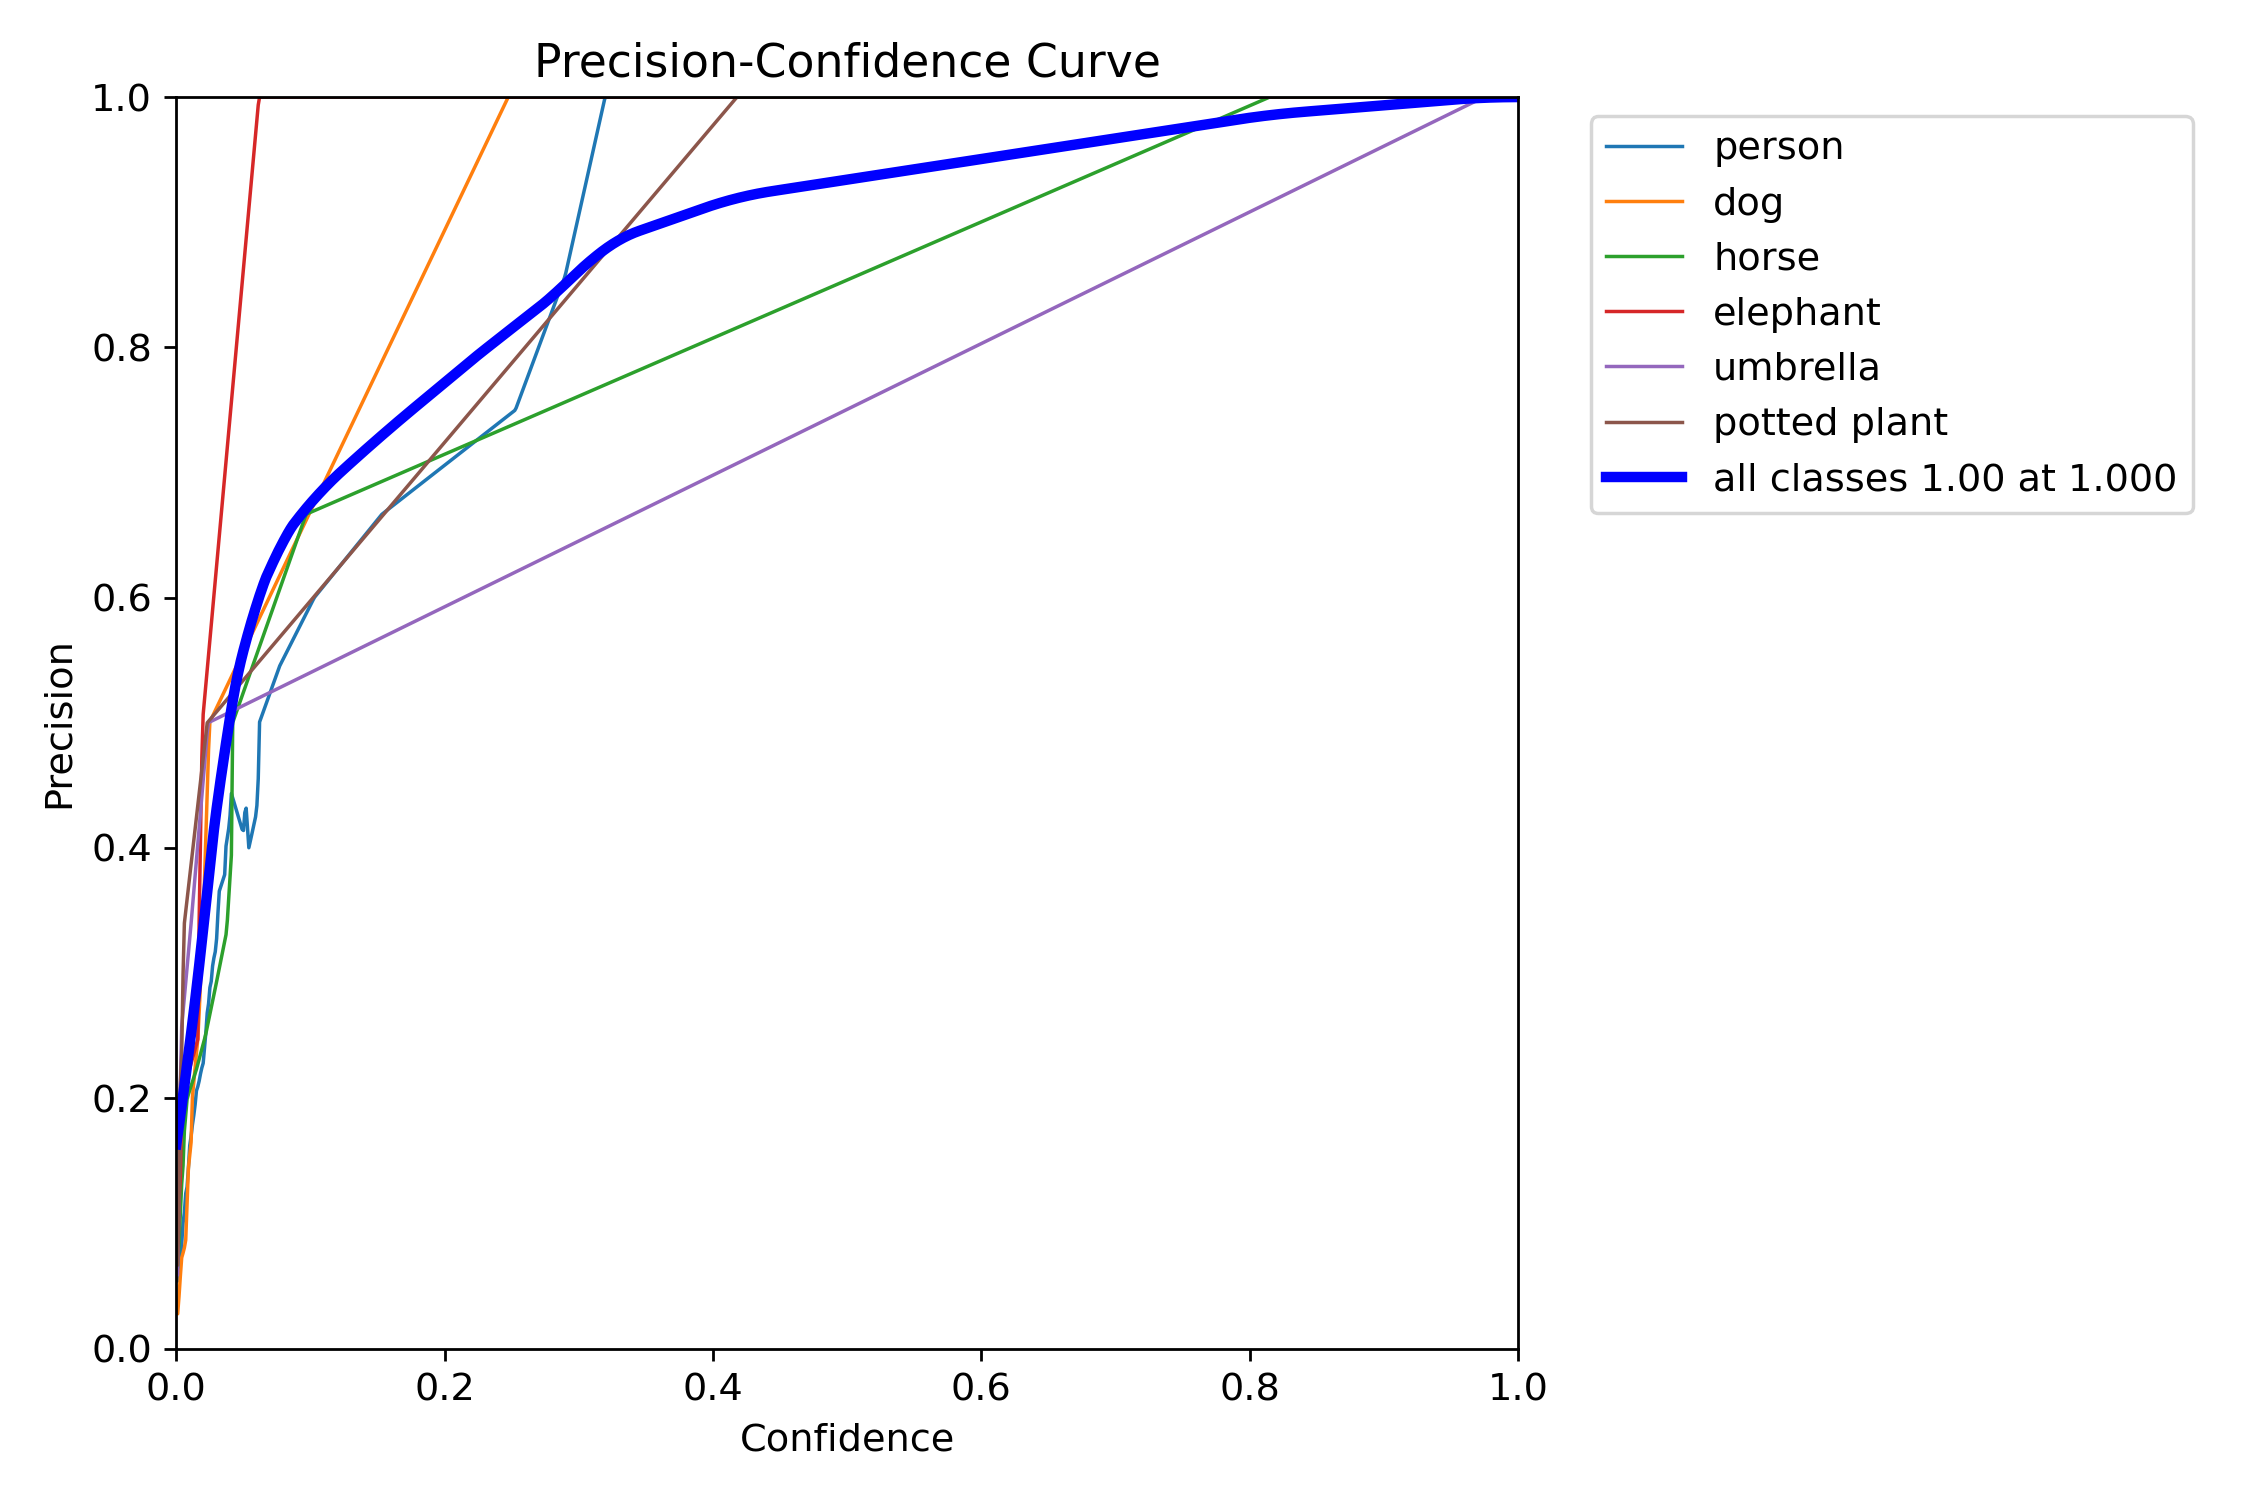 Precision-Confidence Curve
1.0
0.8
0.6
0.4
0.2
0.0
Precision
0.0 0.2 0.4 0.6 0.8 1.0
Confidence
person
dog
horse
elephant
umbrella
potted plant
all classes 1.00 at 1.000